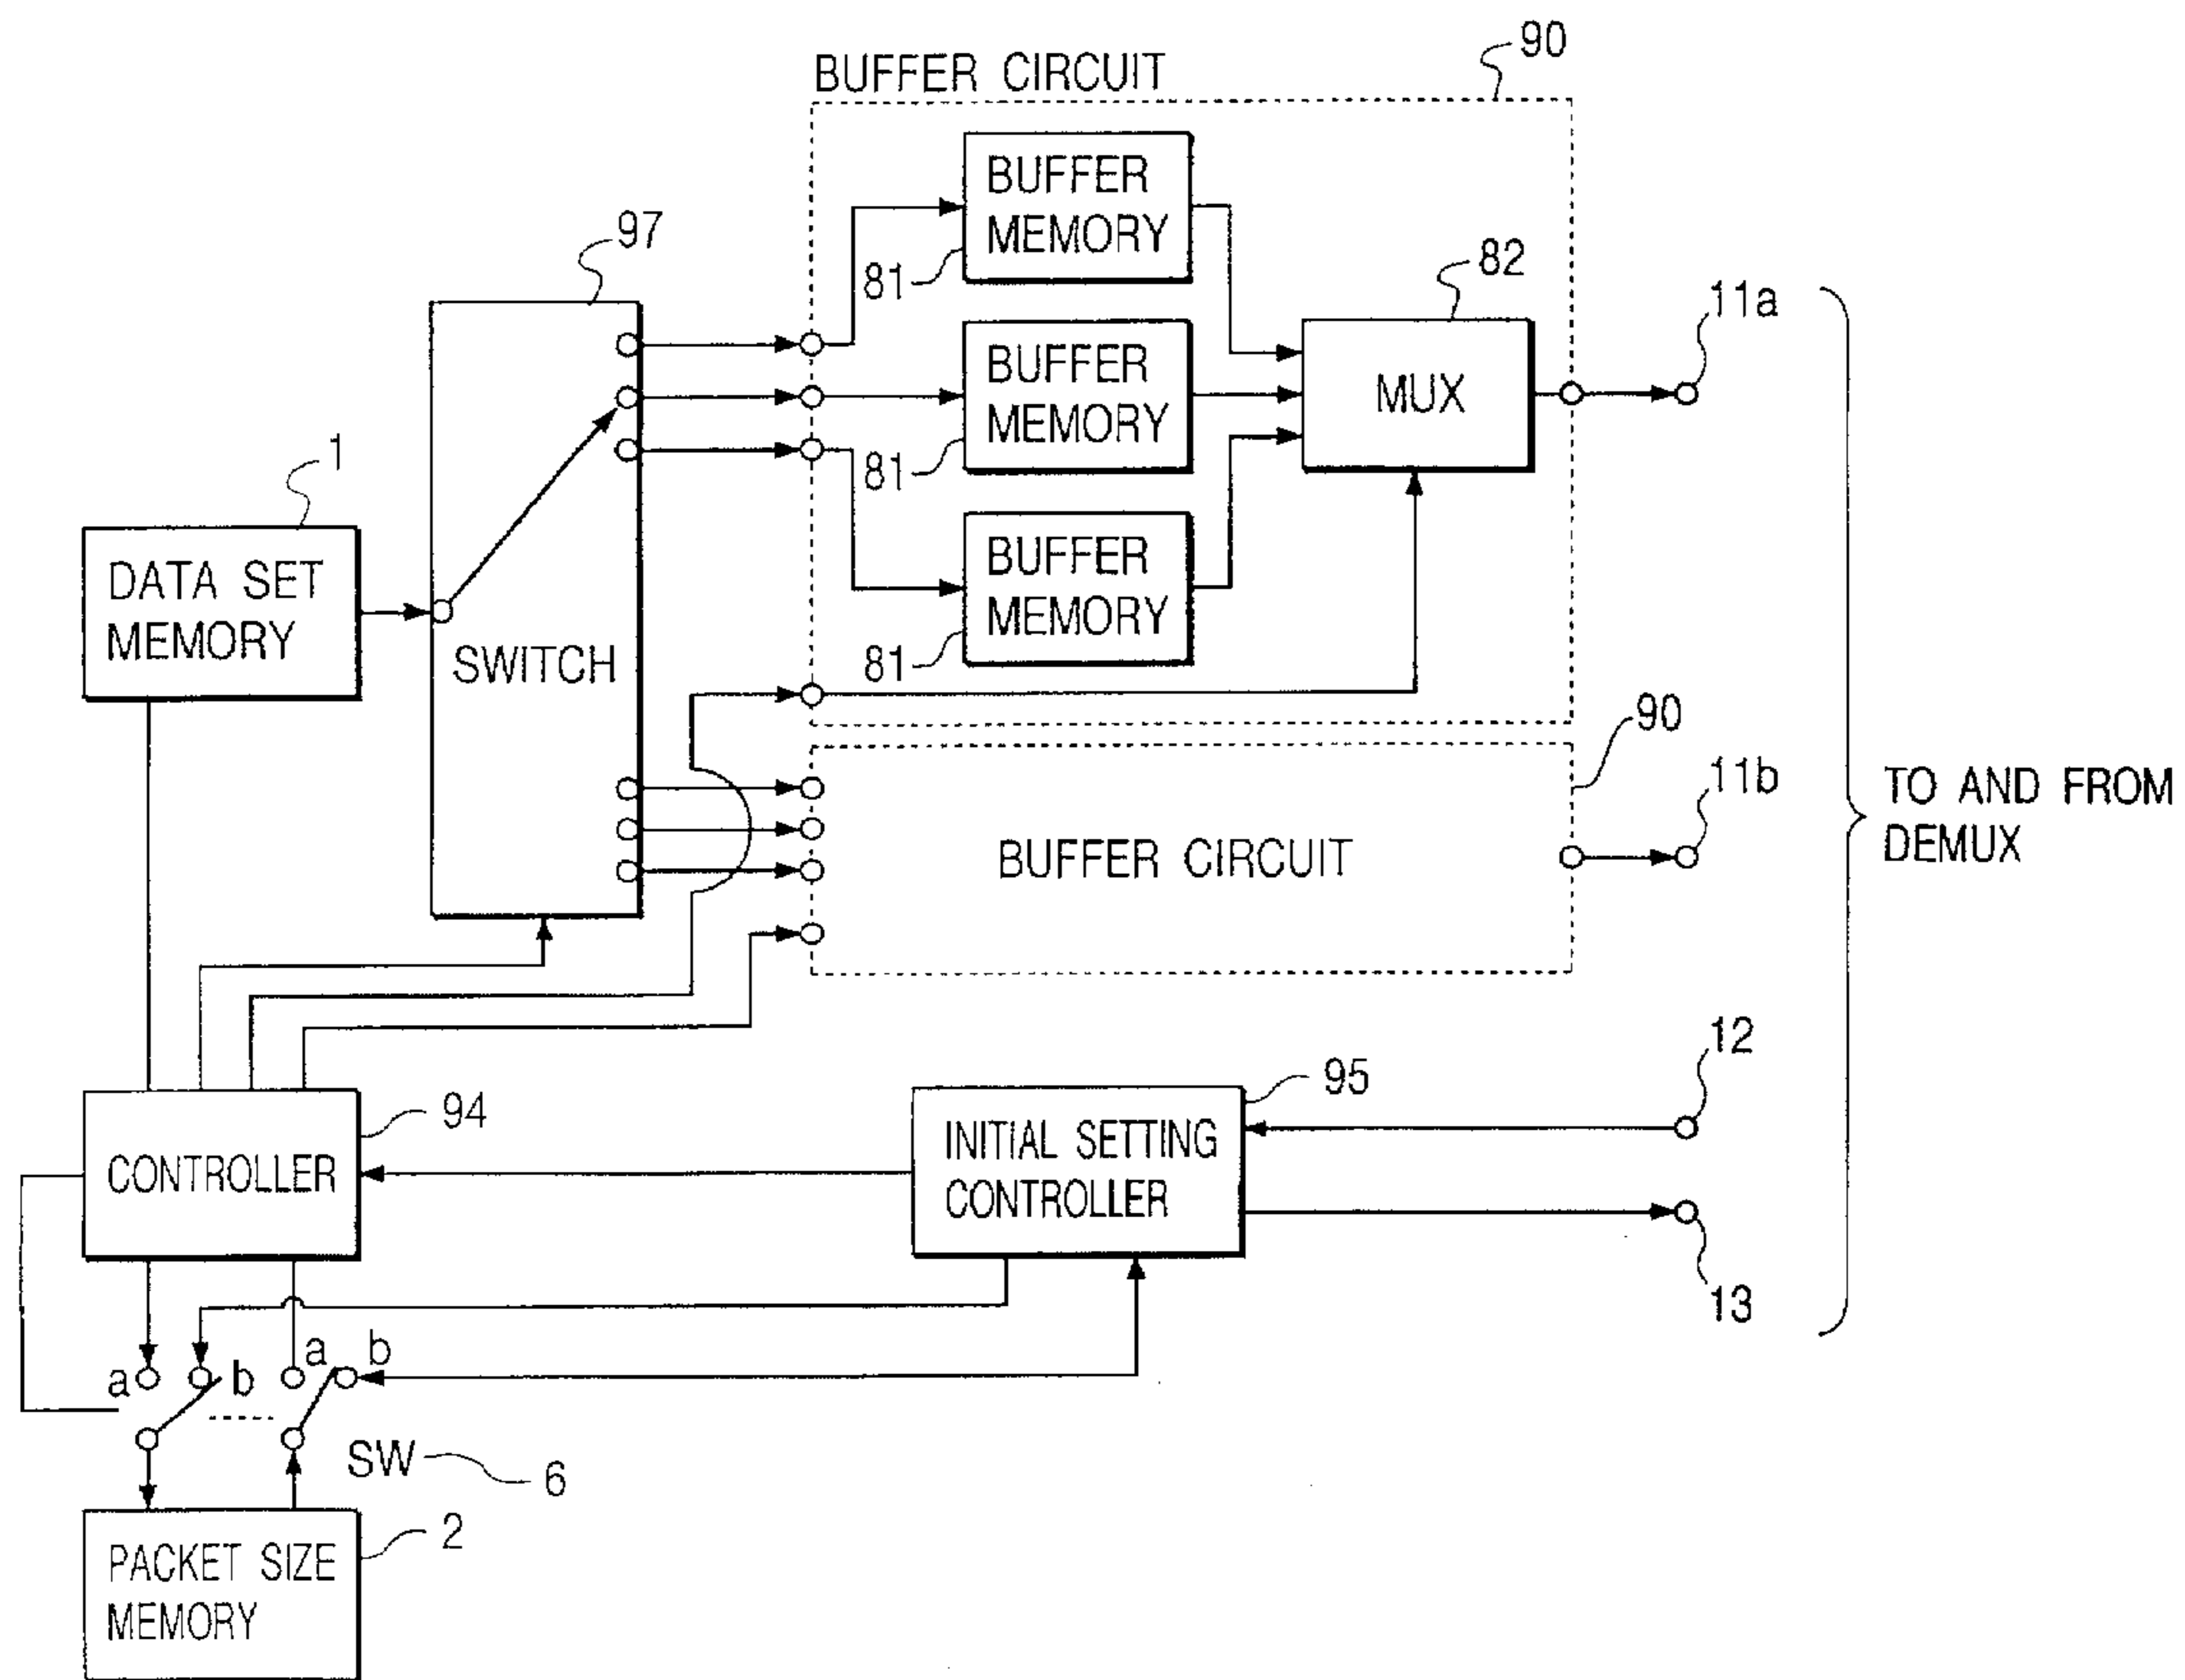 90
BUFFER CIRCUIT
BUFFER
MEMORY
81
97
82
11a
BUFFER
MEMORY
81
MUX
1
BUFFER
MEMORY
81
DATA SET
MEMORY
SWITCH
90
11b
TO AND FROM
DEMUX
BUFFER CIRCUIT
12
95
94
INITIAL SETTING
CONTROLLER
CONTROLLER
13
a
b
a
b
SW
6
2
PACKET SIZE
MEMORY